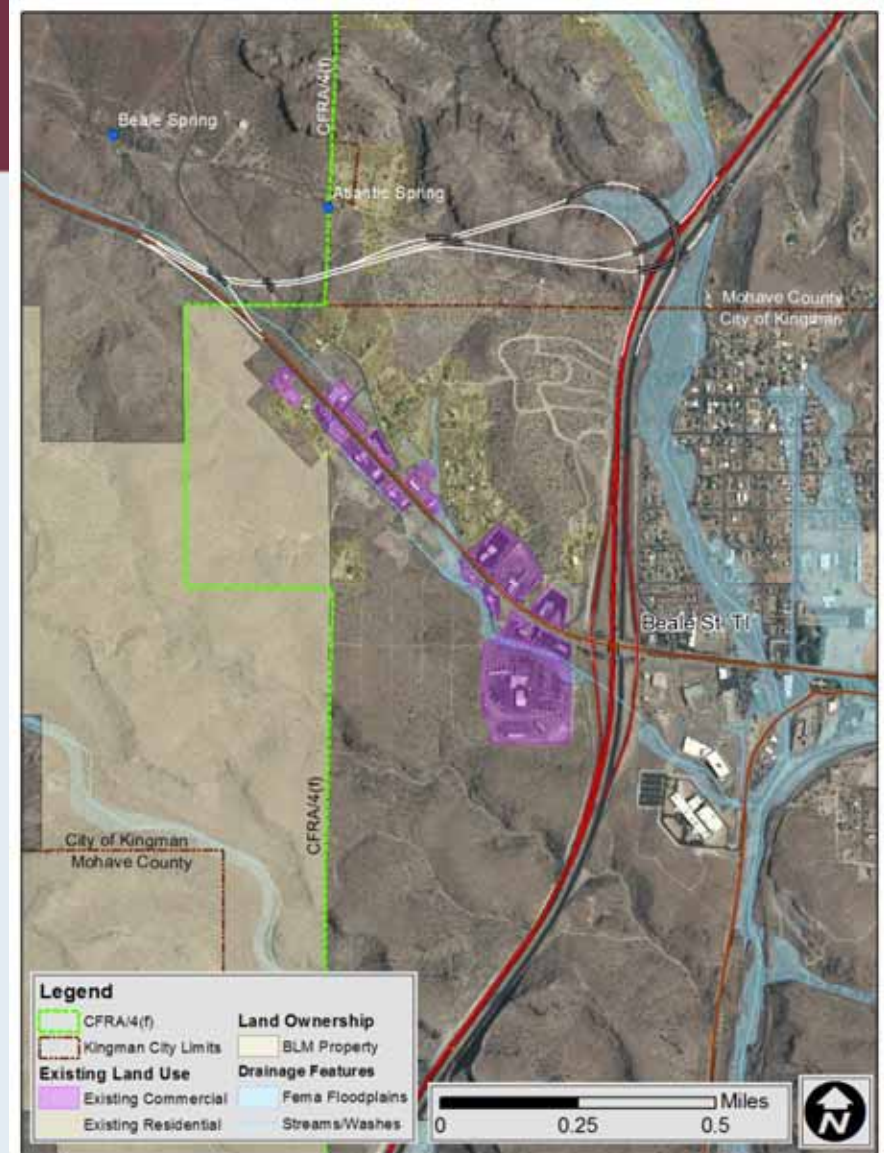 CFRA/4(f)
Beale Spring
Atlantic Spring
Mohave County
City of Kingman
Beale St. TI
CFRA/4(f)
City of Kingman
Mohave County
Legend
CFRA/4(f)
Kingman City Limits
Existing Land Use
Existing Commercial
Existing Residential
Land Ownership
BLM Property
Drainage Features
Fema Floodplains
Streams/Washes
Miles
0 0.25 0.5
N